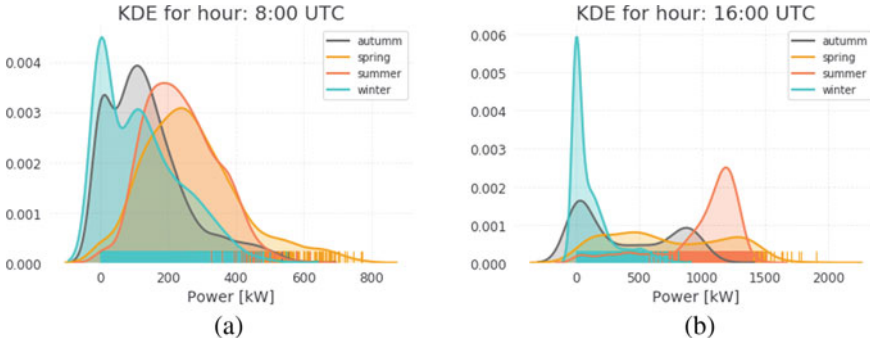 KDE for hour: 8:00 UTC
0.004
0.003
0.002
0.001
0.000
autumm
spring
summer
winter
0 200 400 600 800
Power [kW]
(a)
KDE for hour: 16:00 UTC
0.006
0.005
0.004
0.003
0.002
0.001
0.000
autumm
spring
summer
winter
0 500 1000 1500 2000
Power [kW]
(b)